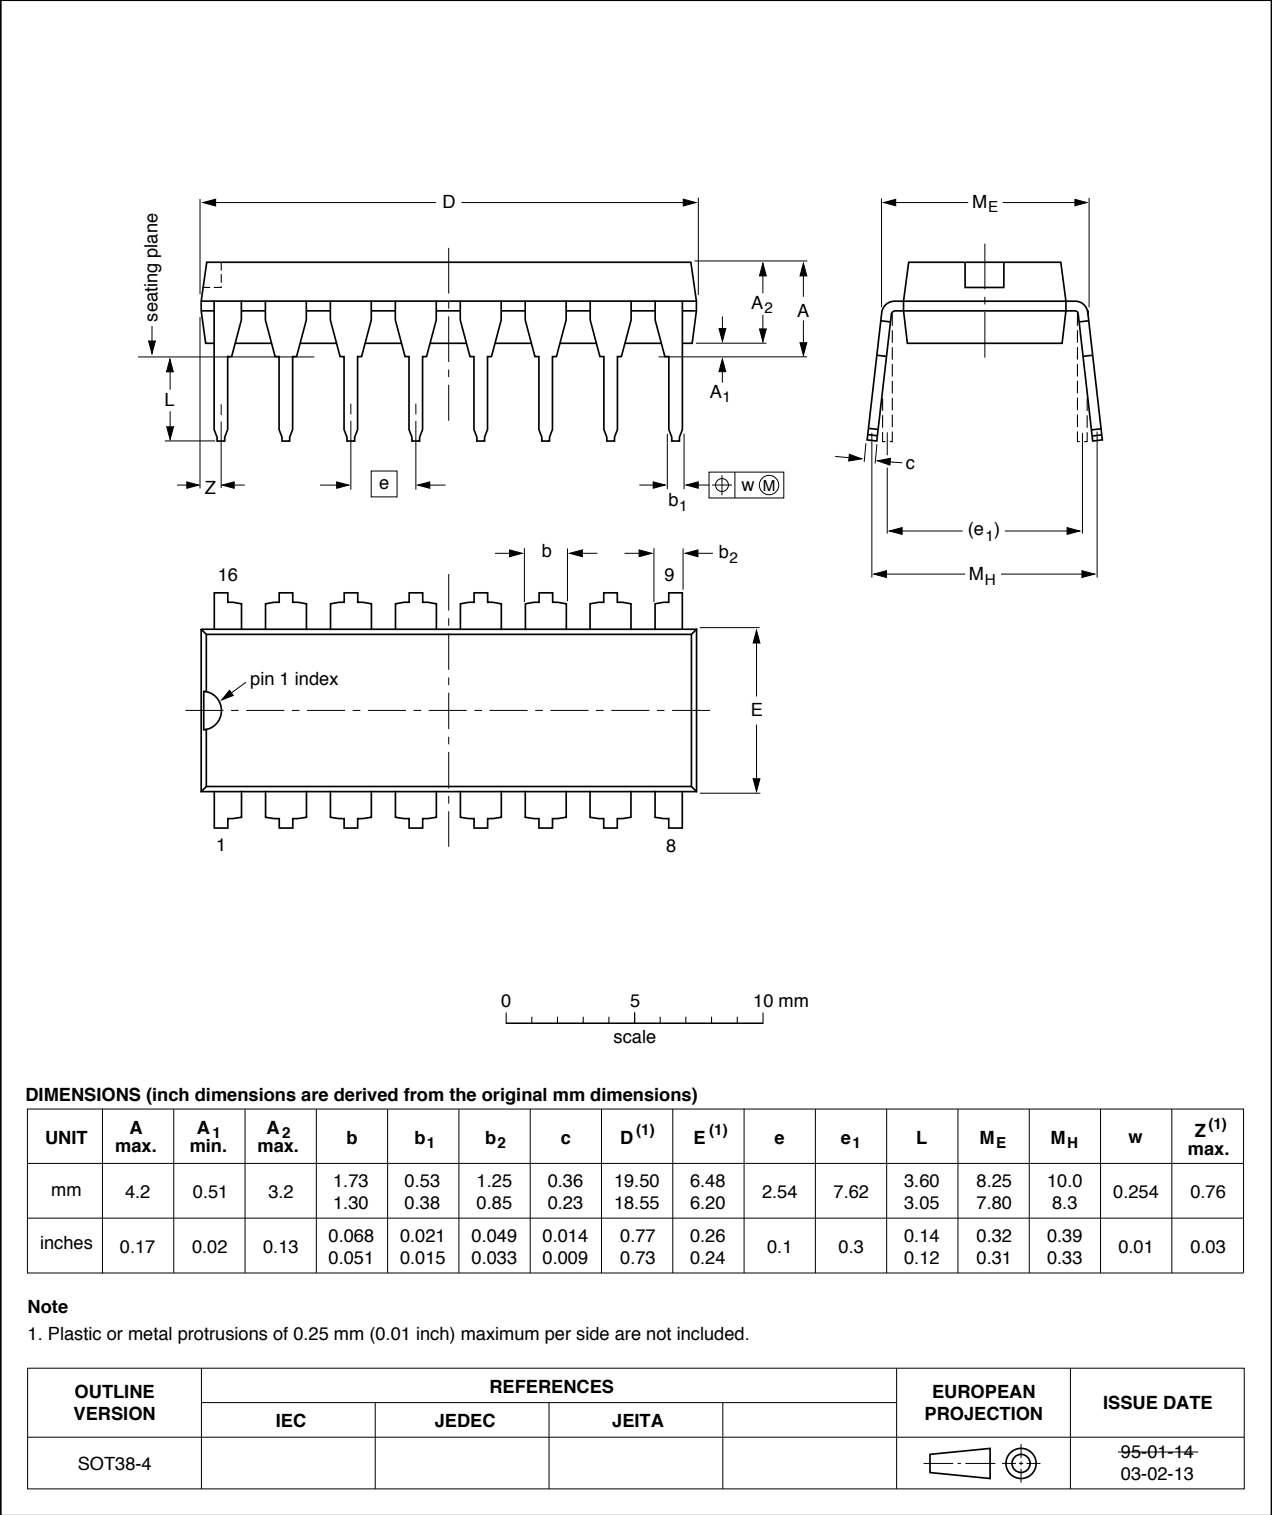 D
ME
seating plane
A2
A
A1
L
c
Z
e
b1
w M
(e1)
MH
b
b2
16
9
pin 1 index
E
1
8
0 5 10 mm
scale
DIMENSIONS (inch dimensions are derived from the original mm dimensions)
UNIT A max. A1 min. A2 max. b b1 b2 c D(1) E(1) e e1 L ME MH w Z(1) max.
mm 4.2 0.51 3.2 1.73 1.30 0.53 0.38 1.25 0.85 0.36 0.23 19.50 18.55 6.48 6.20 2.54 7.62 3.60 3.05 8.25 7.80 10.0 8.3 0.254 0.76
inches 0.17 0.02 0.13 0.068 0.051 0.021 0.015 0.049 0.033 0.014 0.009 0.77 0.73 0.26 0.24 0.1 0.3 0.14 0.12 0.32 0.31 0.39 0.33 0.01 0.03
Note
1. Plastic or metal protrusions of 0.25 mm (0.01 inch) maximum per side are not included.
OUTLINE VERSION REFERENCES EUROPEAN PROJECTION ISSUE DATE
IEC JEDEC JEITA
SOT38-4
95-01-14
03-02-13